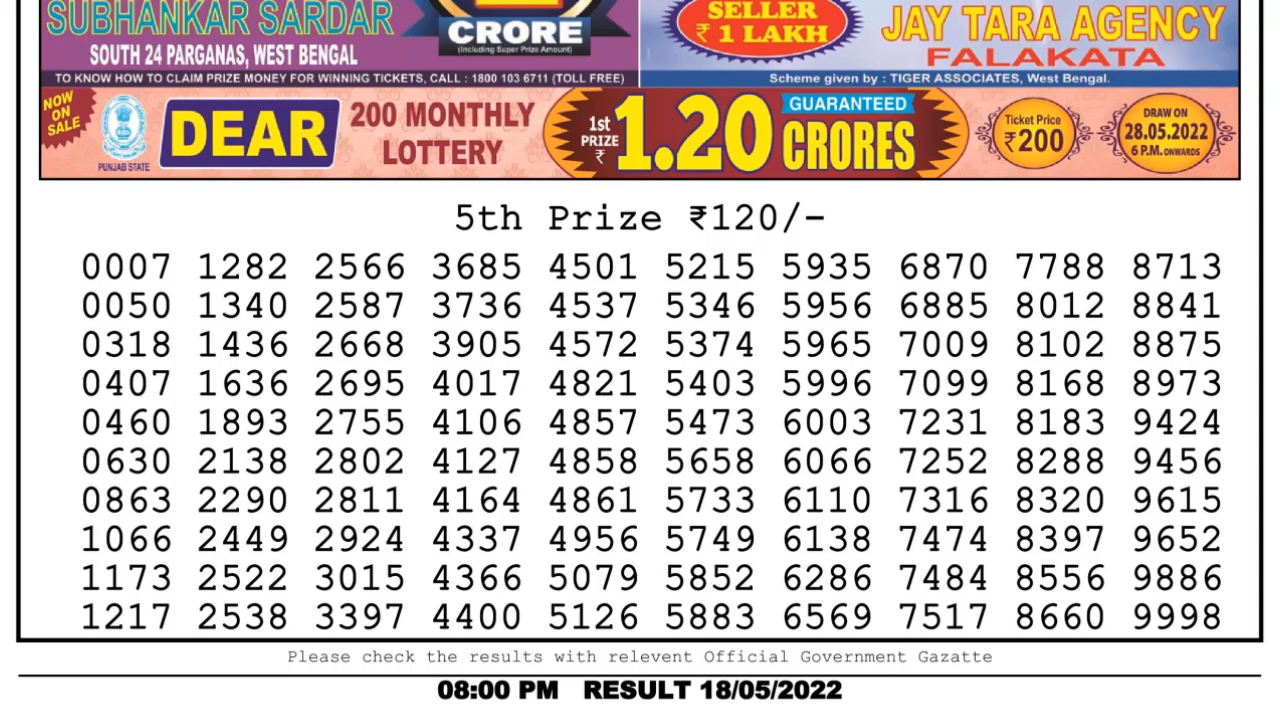 SUBHANKAR SARDAR
SOUTH 24 PARGANAS, WEST BENGAL
CRORE
(Including Super Prize Amount)
SELLER
₹ 1 LAKH
JAY TARA AGENCY
FALAKATA
TO KNOW HOW TO CLAIM PRIZE MONEY FOR WINNING TICKETS, CALL : 1800 103 6711 (TOLL FREE)
Scheme given by : TIGER ASSOCIATES, West Bengal.
NOW
ON
SALE
PUNJAB STATE
DEAR
200 MONTHLY
LOTTERY
1st
PRIZE
₹
1.20
GUARANTEED
CRORES
Ticket Price
₹200
DRAW ON
28.05.2022
6 P.M. ONWARDS
5th Prize ₹120/-
0007 1282 2566 3685 4501 5215 5935 6870 7788 8713
0050 1340 2587 3736 4537 5346 5956 6885 8012 8841
0318 1436 2668 3905 4572 5374 5965 7009 8102 8875
0407 1636 2695 4017 4821 5403 5996 7099 8168 8973
0460 1893 2755 4106 4857 5473 6003 7231 8183 9424
0630 2138 2802 4127 4858 5658 6066 7252 8288 9456
0863 2290 2811 4164 4861 5733 6110 7316 8320 9615
1066 2449 2924 4337 4956 5749 6138 7474 8397 9652
1173 2522 3015 4366 5079 5852 6286 7484 8556 9886
1217 2538 3397 4400 5126 5883 6569 7517 8660 9998
Please check the results with relevent Official Government Gazatte
08:00 PM RESULT 18/05/2022